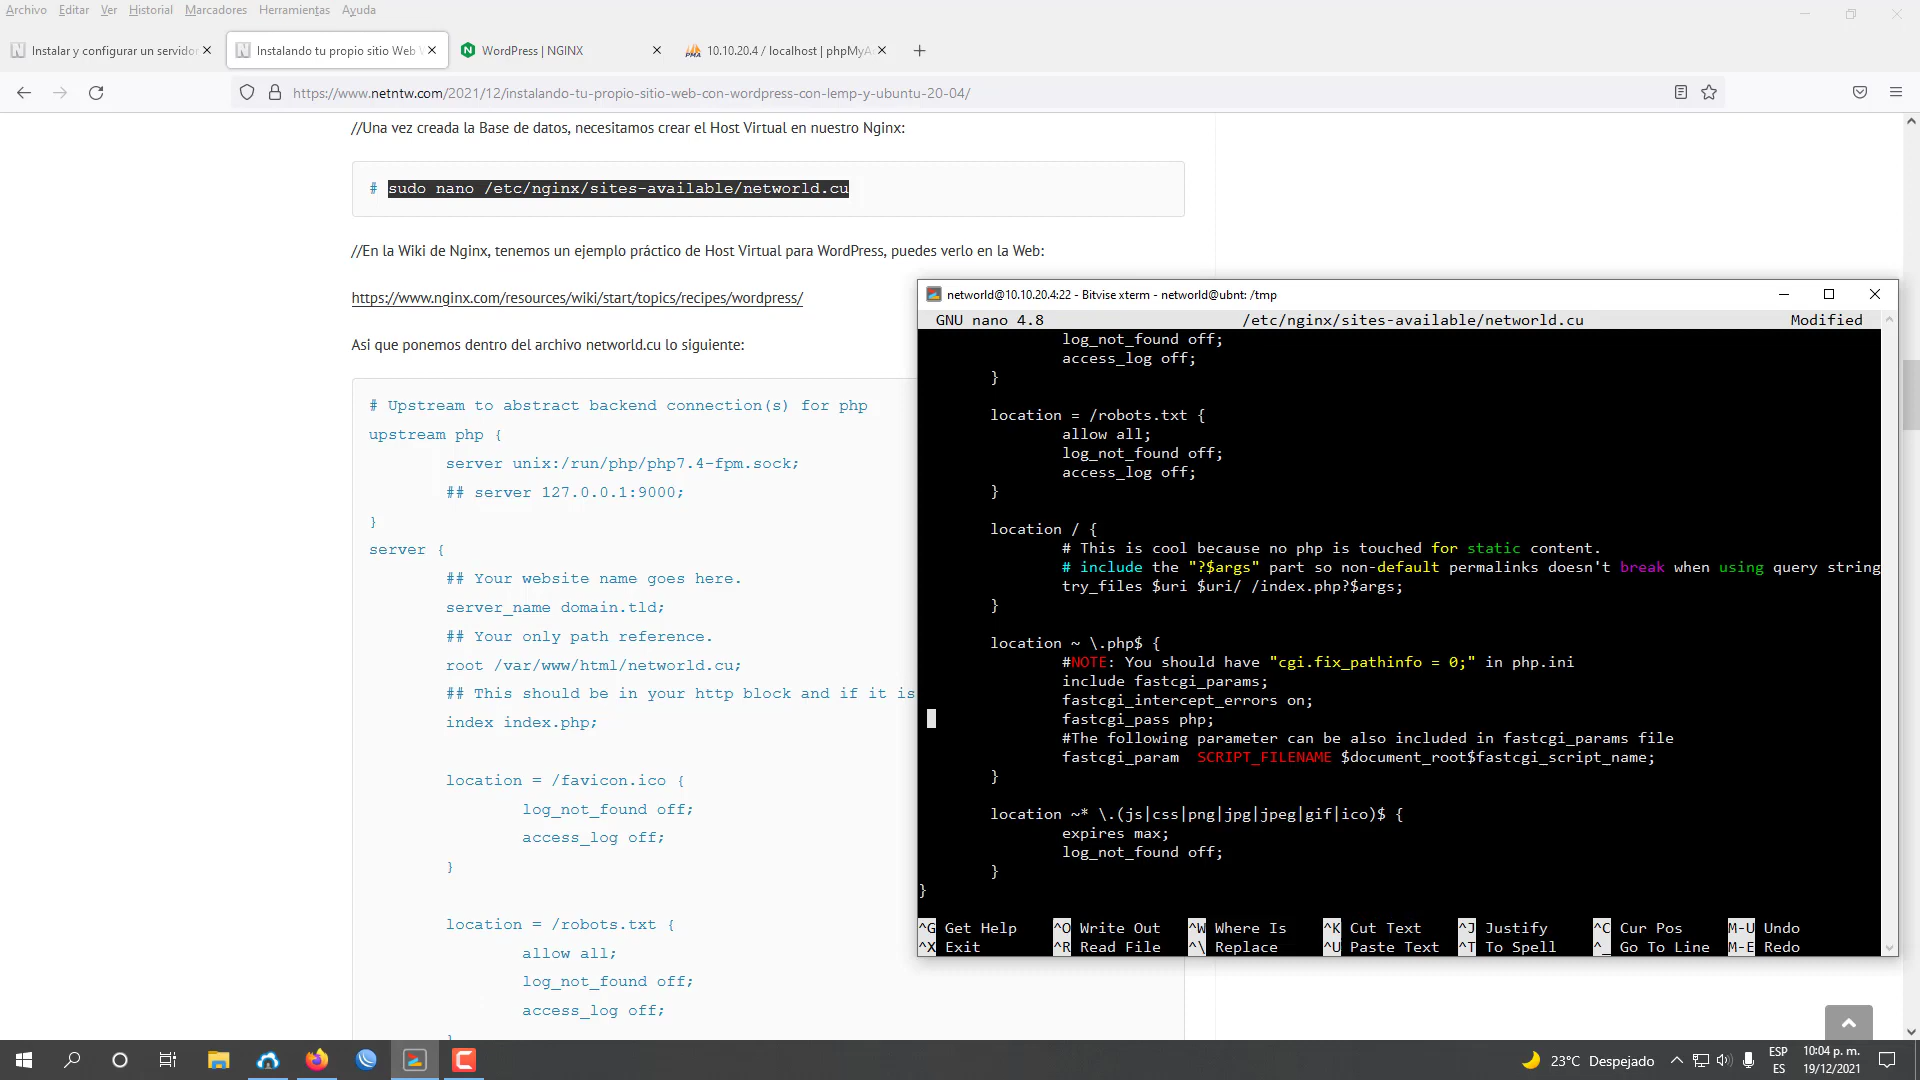 Archivo Editar Ver Historial Marcadores Herramientas Ayuda
Instalar y configurar un servido
Instalando tu propio sitio Web
WordPress | NGINX
10.10.20.4 / localhost | phpMyA
https://www.netntw.com/2021/12/instalando-tu-propio-sitio-web-con-wordpress-con-lemp-y-ubuntu-20-04/
//Una vez creada la Base de datos, necesitamos crear el Host Virtual en nuestro Nginx:
# sudo nano /etc/nginx/sites-available/networld.cu
//En la Wiki de Nginx, tenemos un ejemplo práctico de Host Virtual para WordPress, puedes verlo en la Web:
https://www.nginx.com/resources/wiki/start/topics/recipes/wordpress/
Asi que ponemos dentro del archivo networld.cu lo siguiente:
# Upstream to abstract backend connection(s) for php
upstream php {
server unix:/run/php/php7.4-fpm.sock;
## server 127.0.0.1:9000;
}
server {
## Your website name goes here.
server_name domain.tld;
## Your only path reference.
root /var/www/html/networld.cu;
## This should be in your http block and if it is
index index.php;
location = /favicon.ico {
log_not_found off;
access_log off;
}
location = /robots.txt {
allow all;
log_not_found off;
access_log off;
networld@10.10.20.4:22 - Bitvise xterm - networld@ubnt: /tmp
GNU nano 4.8 /etc/nginx/sites-available/networld.cu Modified
log_not_found off;
access_log off;
}
location = /robots.txt {
allow all;
log_not_found off;
access_log off;
}
location / {
# This is cool because no php is touched for static content.
# include the "?$args" part so non-default permalinks doesn't break when using query string
try_files $uri $uri/ /index.php?$args;
}
location ~ \.php$ {
#NOTE: You should have "cgi.fix_pathinfo = 0;" in php.ini
include fastcgi_params;
fastcgi_intercept_errors on;
fastcgi_pass php;
#The following parameter can be also included in fastcgi_params file
fastcgi_param SCRIPT_FILENAME $document_root$fastcgi_script_name;
}
location ~* \.(js|css|png|jpg|jpeg|gif|ico)$ {
expires max;
log_not_found off;
}
}
^G Get Help ^O Write Out ^W Where Is ^K Cut Text ^J Justify ^C Cur Pos M-U Undo
^X Exit ^R Read File ^\ Replace ^U Paste Text ^T To Spell ^_ Go To Line M-E Redo
23°C Despejado
ESP
ES
10:04 p. m.
19/12/2021